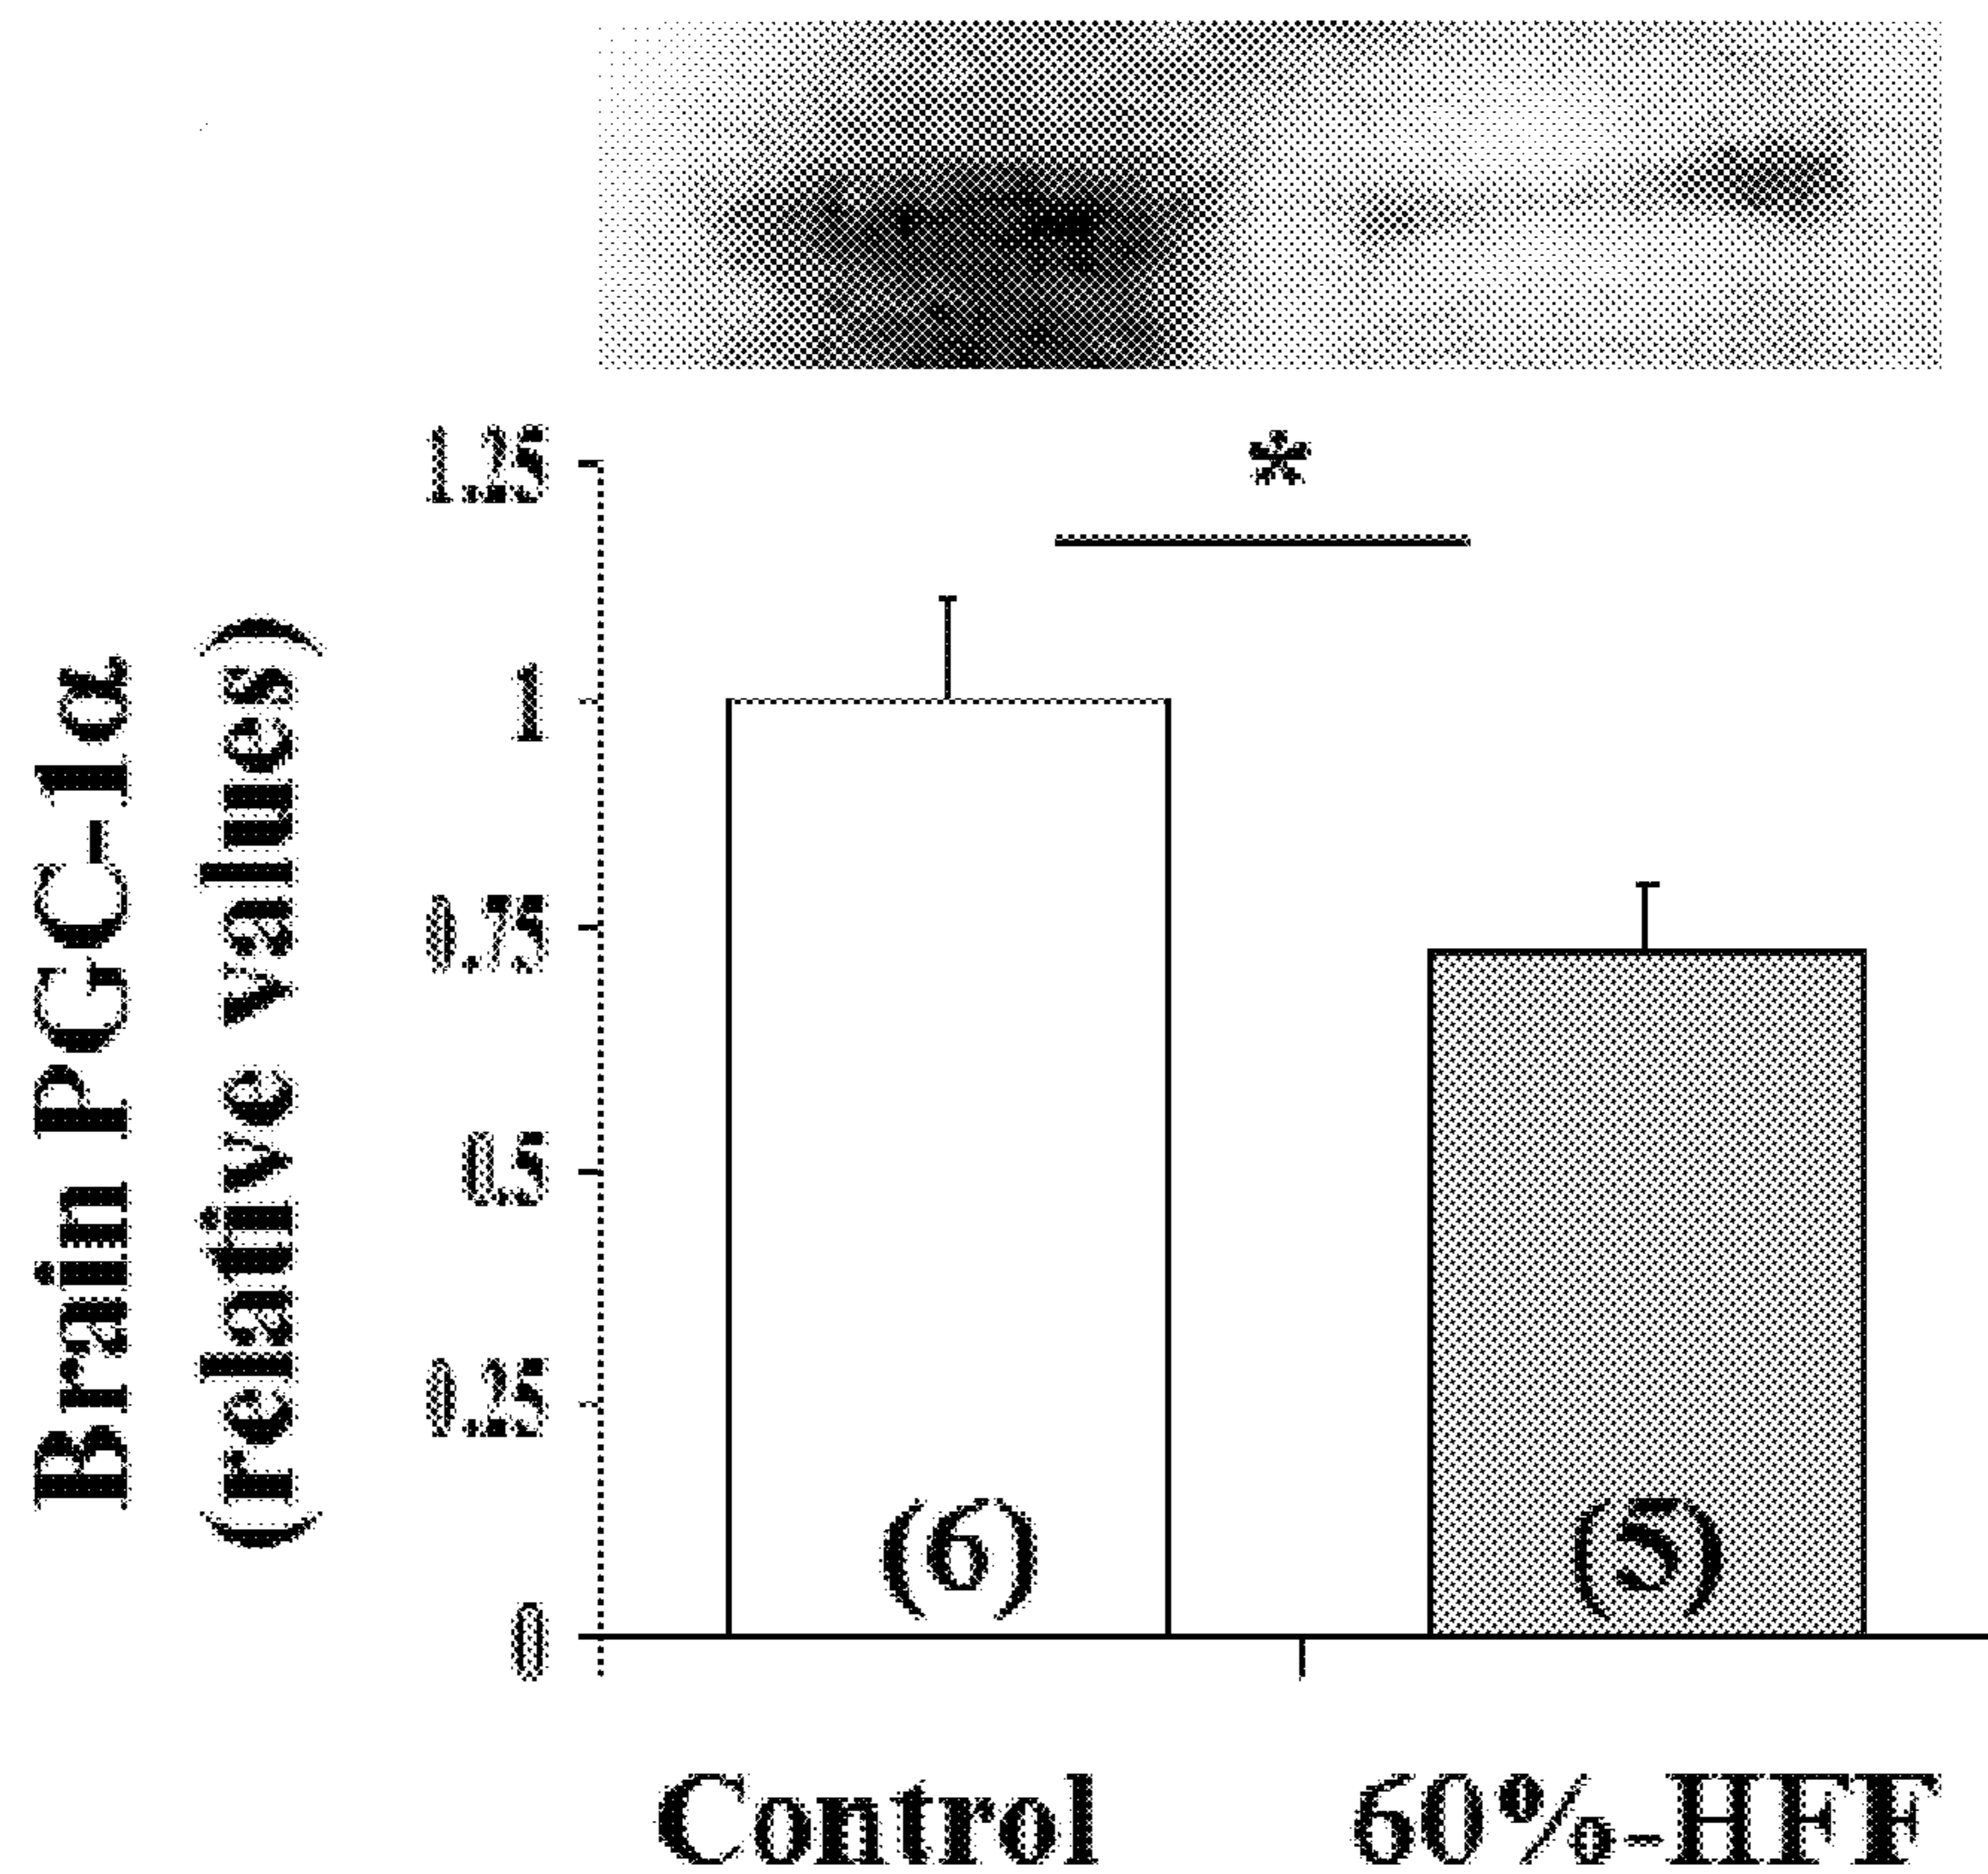 *
1.25
1
0.75
0.5
0.25
0
Brain PGC-1α
(relative values)
(6)
(5)
Control
60%-HFF